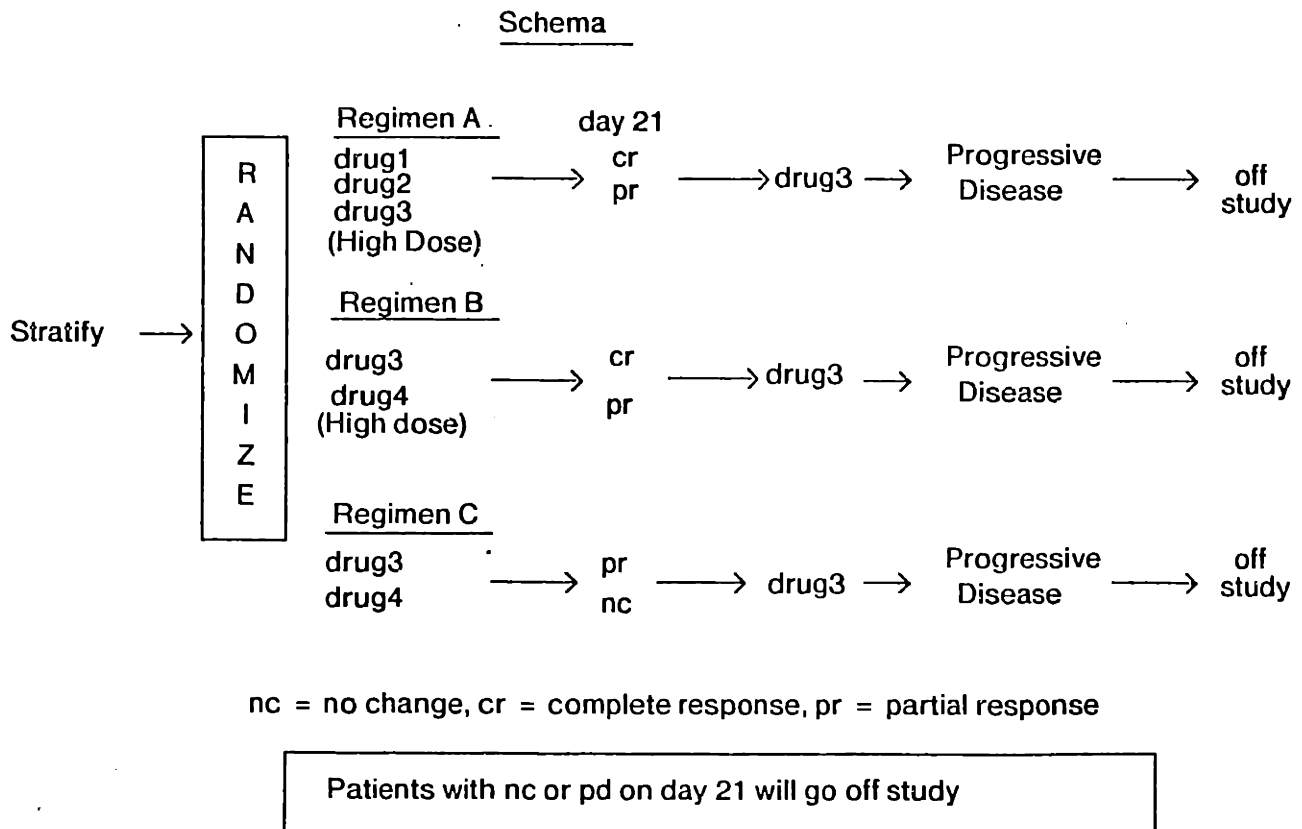 Schema
Stratify
RANDOMIZE
Regimen A
day 21
drug1
drug2
drug3
(High Dose)
cr
pr
drug3
Progressive
Disease
off
study
Regimen B
drug3
drug4
(High dose)
cr
pr
drug3
Progressive
Disease
off
study
Regimen C
drug3
drug4
pr
nc
drug3
Progressive
Disease
off
study
nc = no change, cr = complete response, pr = partial response
Patients with nc or pd on day 21 will go off study